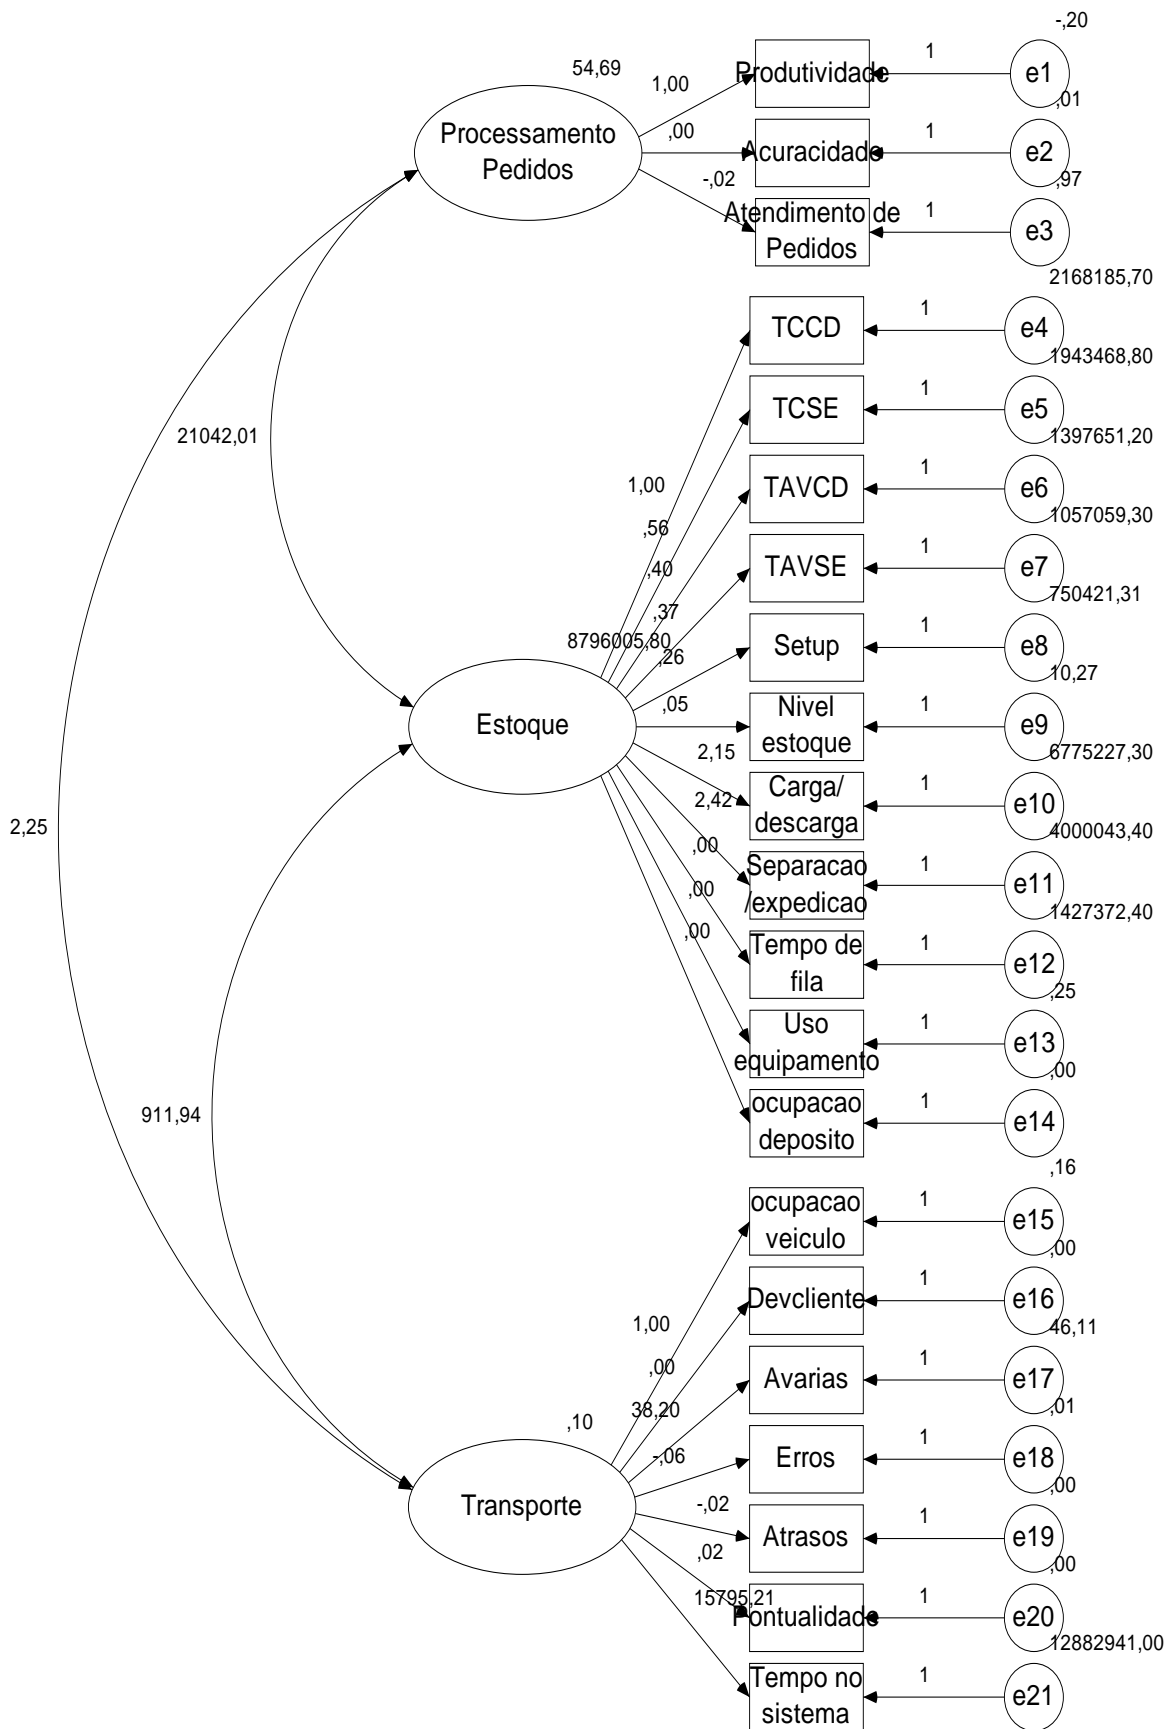 -,20
54,69
1,00
Produtividade
1
e1
,01
Processamento
Pedidos
,00
Acuracidade
1
e2
,97
-,02
Atendimento de
Pedidos
1
e3
2168185,70
TCCD
1
e4
1943468,80
TCSE
1
e5
1397651,20
21042,01
1,00
TAVCD
1
e6
1057059,30
,56
,40
TAVSE
1
e7
750421,31
,37
8796005,80
,26
Setup
1
e8
10,27
Estoque
,05
Nivel
estoque
1
e9
6775227,30
2,15
Carga/
descarga
1
e10
4000043,40
2,42
2,25
,00
Separacao
/expedicao
1
e11
1427372,40
,00
,00
Tempo de
fila
1
e12
,25
Uso
equipamento
1
e13
,00
911,94
ocupacao
deposito
1
e14
,16
ocupacao
veiculo
1
e15
,00
Devcliente
1
e16
46,11
1,00
,00
Avarias
1
e17
,01
38,20
,10
-,06
Erros
1
e18
,00
Transporte
-,02
Atrasos
1
e19
,00
,02
15795,21
Pontualidade
1
e20
12882941,00
Tempo no
sistema
1
e21